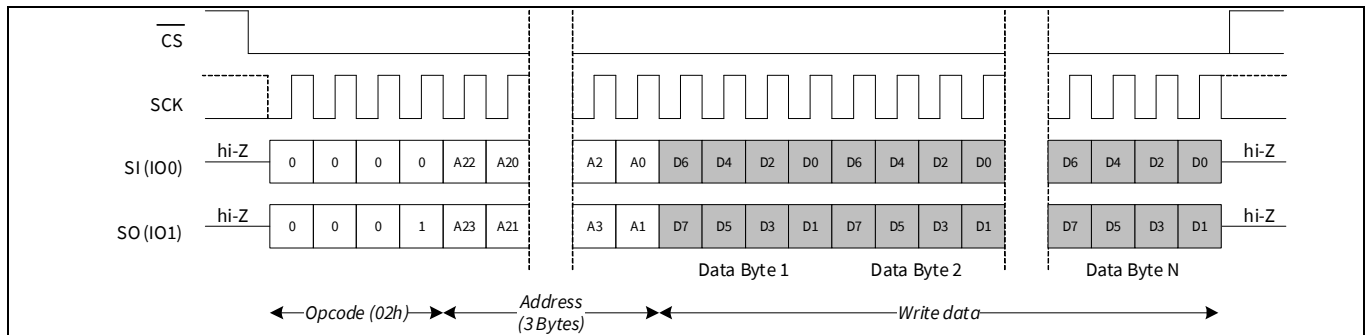 CS
SCK
hi-Z
SI (IO0)
0 0 0 0 A22 A20 A2 A0 D6 D4 D2 D0 D6 D4 D2 D0 D6 D4 D2 D0
hi-Z
hi-Z
SO (IO1)
0 0 0 1 A23 A21 A3 A1 D7 D5 D3 D1 D7 D5 D3 D1 D7 D5 D3 D1
hi-Z
Data Byte 1 Data Byte 2 Data Byte N
Opcode (02h) Address Write data
(3 Bytes)